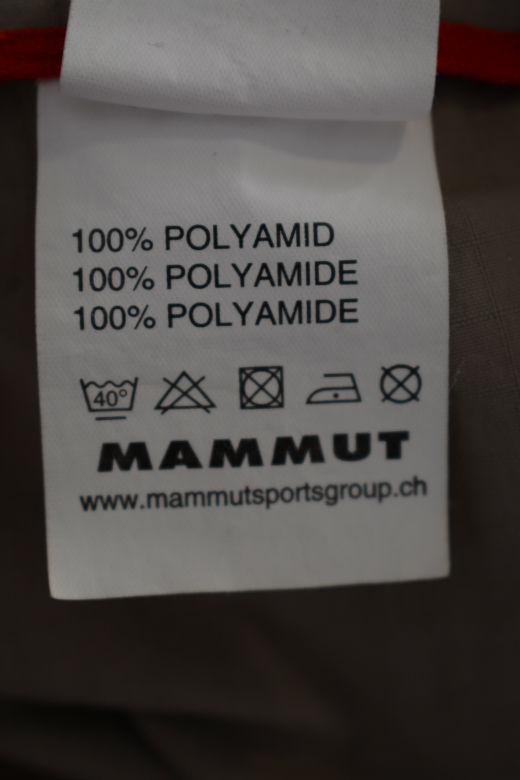 100% POLYAMID
100% POLYAMIDE
100% POLYAMIDE
40°
MAMMUT
www.mammutsportsgroup.ch